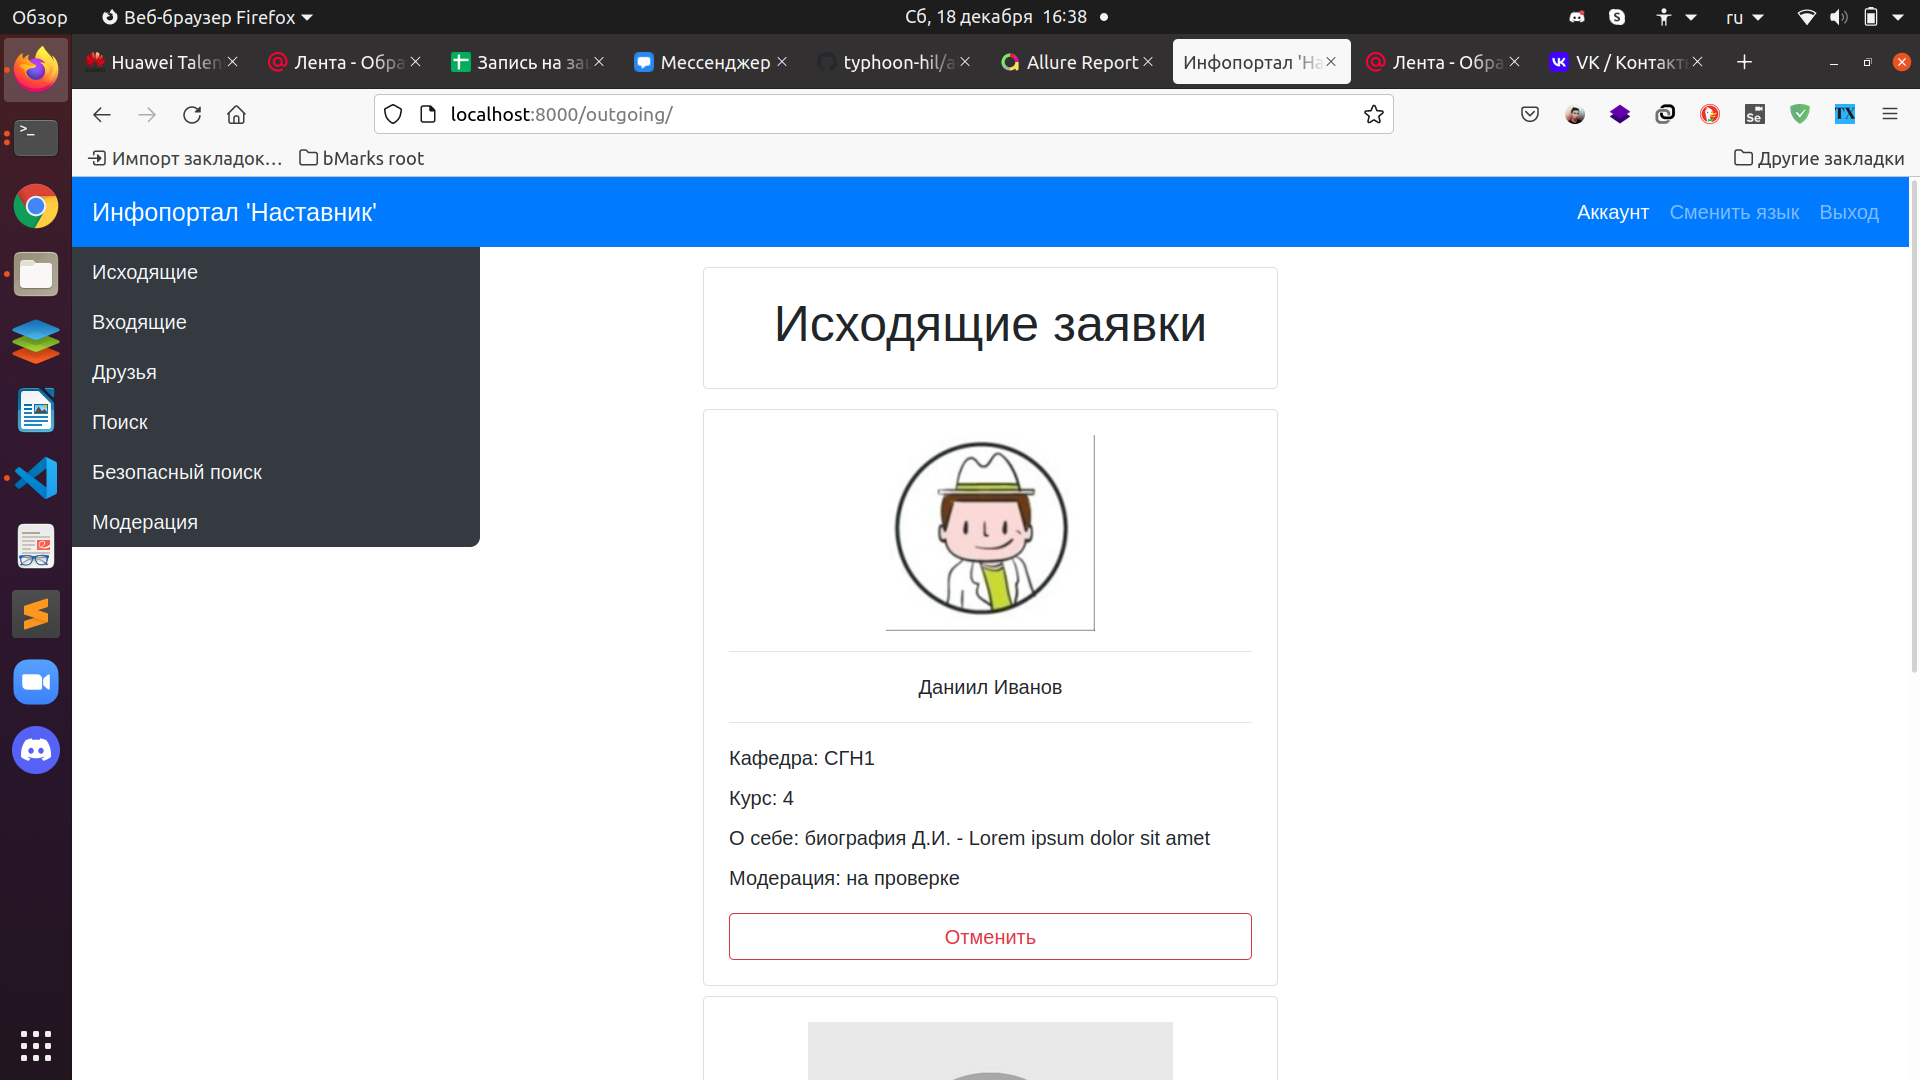 Обзор
Веб-браузер Firefox
Сб, 18 декабря 16:38
ru
Huawei Talen
Лента - Обра
Запись на за
Мессенджер
typhoon-hil/a
Allure Report
Инфопортал 'На
Лента - Обра
VK / Контакт
localhost:8000/outgoing/
Se
TX
Импорт закладок…
bMarks root
Другие закладки
Инфопортал 'Наставник'
Аккаунт
Сменить язык
Выход
Исходящие
Входящие
Друзья
Поиск
Безопасный поиск
Модерация
Исходящие заявки
Даниил Иванов
Кафедра: СГН1
Курс: 4
О себе: биография Д.И. - Lorem ipsum dolor sit amet
Модерация: на проверке
Отменить